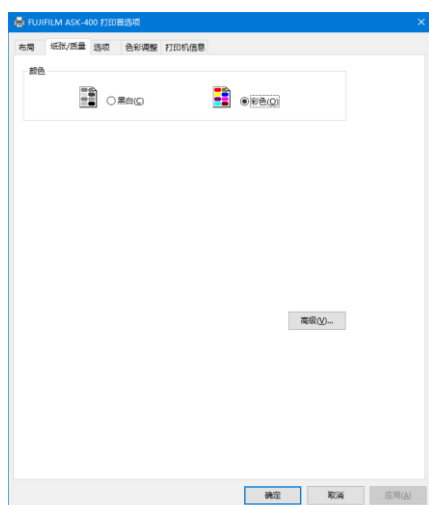 FUJIFILM ASK-400 打印首选项
布局 纸张/质量 选项 色彩调整 打印机信息
颜色
黑白(C) 彩色(O)
高级(V)...
确定 取消 应用(A)